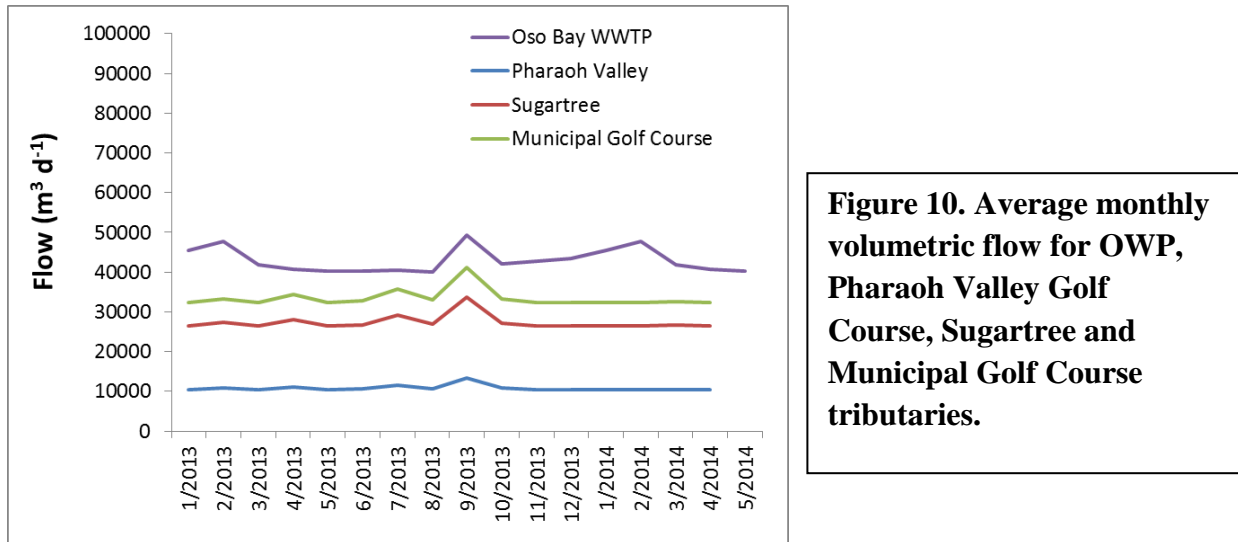 100000
90000
80000
70000
60000
50000
40000
30000
20000
10000
0
Flow (m³ d⁻¹)
Oso Bay WWTP
Pharaoh Valley
Sugartree
Municipal Golf Course
1/2013
2/2013
3/2013
4/2013
5/2013
6/2013
7/2013
8/2013
9/2013
10/2013
11/2013
12/2013
1/2014
2/2014
3/2014
4/2014
5/2014
Figure 10. Average monthly
volumetric flow for OWP,
Pharaoh Valley Golf
Course, Sugartree and
Municipal Golf Course
tributaries.